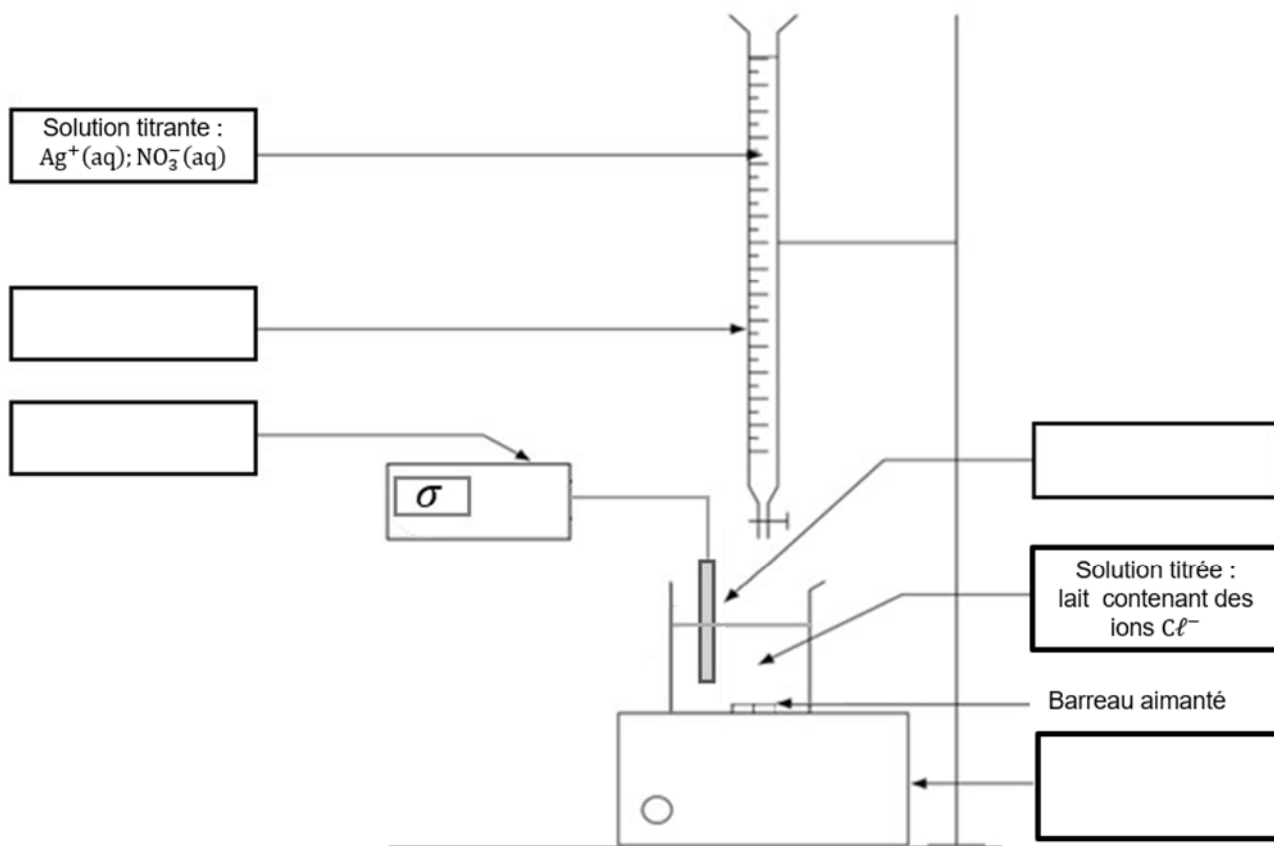 Solution titrante :
Ag⁺(aq); NO₃⁻(aq)
σ
Solution titrée :
lait contenant des
ions Cℓ⁻
Barreau aimanté